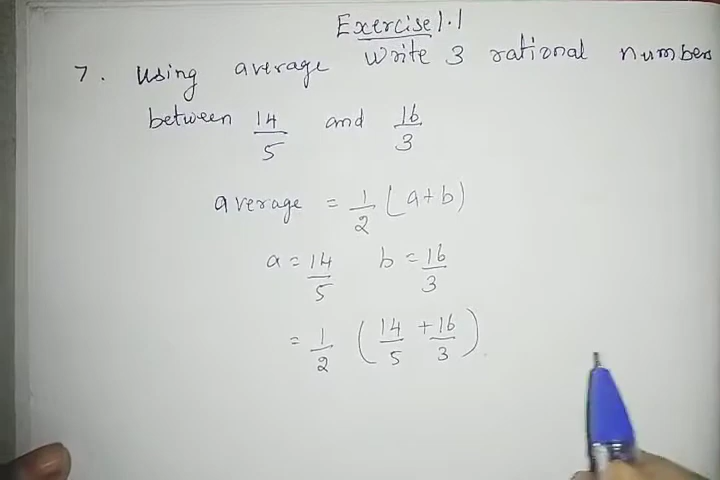 Exercise 1.1
7. Using average Write 3 rational numbers
between 14/5 and 16/3
average = 1/2 (a+b)
a = 14/5 b = 16/3
= 1/2 (14/5 + 16/3)